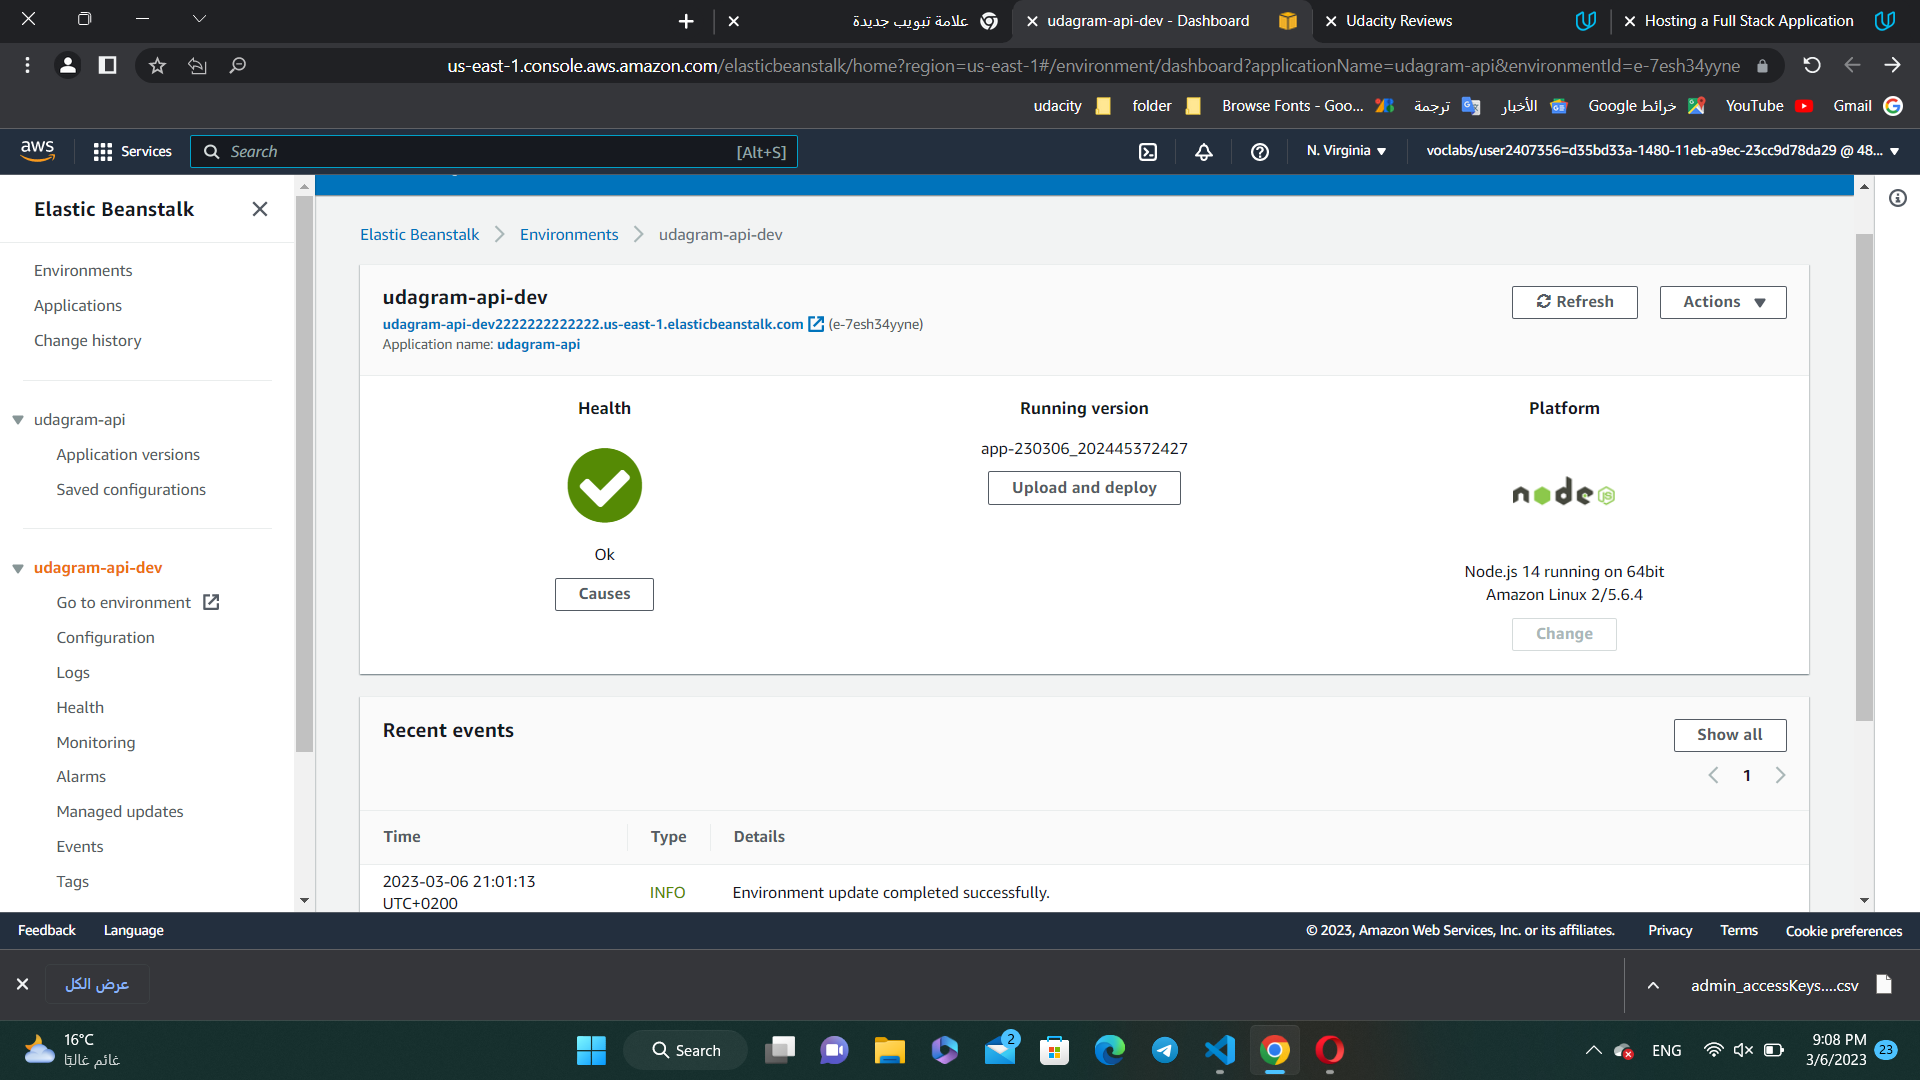 علامة تبويب جديدة
udagram-api-dev - Dashboard
Udacity Reviews
Hosting a Full Stack Application
us-east-1.console.aws.amazon.com/elasticbeanstalk/home?region=us-east-1#/environment/dashboard?applicationName=udagram-api&environmentId=e-7esh34yyne
udacity
folder
Browse Fonts - Goo...
ترجمة
الأخبار
خرائط Google
YouTube
Gmail
aws
Services
Search
[Alt+S]
N. Virginia
voclabs/user2407356=d35bd33a-1480-11eb-a9ec-23cc9d78da29 @ 48...
Elastic Beanstalk
Environments
Applications
Change history
udagram-api
Application versions
Saved configurations
udagram-api-dev
Go to environment
Configuration
Logs
Health
Monitoring
Alarms
Managed updates
Events
Tags
Elastic Beanstalk
Environments
udagram-api-dev
udagram-api-dev
udagram-api-dev2222222222222.us-east-1.elasticbeanstalk.com (e-7esh34yyne)
Application name: udagram-api
Refresh
Actions
Health
Ok
Causes
Running version
app-230306_202445372427
Upload and deploy
Platform
node JS
Node.js 14 running on 64bit
Amazon Linux 2/5.6.4
Change
Recent events
Show all
1
Time
Type
Details
2023-03-06 21:01:13
UTC+0200
INFO
Environment update completed successfully.
Feedback
Language
© 2023, Amazon Web Services, Inc. or its affiliates.
Privacy
Terms
Cookie preferences
عرض الكل
admin_accessKeys....csv
16°C
غائم غالبًا
Search
2
ENG
9:08 PM
3/6/2023
23